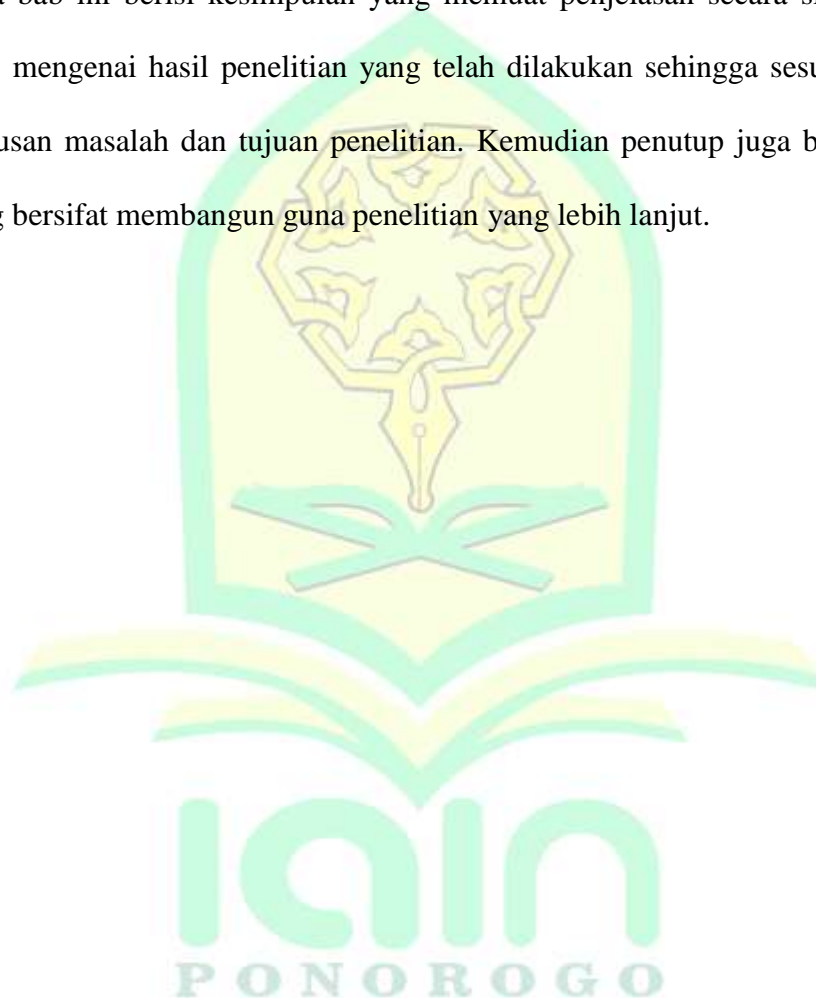 bab ini berisi kesimpulan yang memuat penjelasan secara
mengenai hasil penelitian yang telah dilakukan sehingga
masalah dan tujuan penelitian. Kemudian penutup juga
bersifat membangun guna penelitian yang lebih lanjut.
iain
PONOROGO